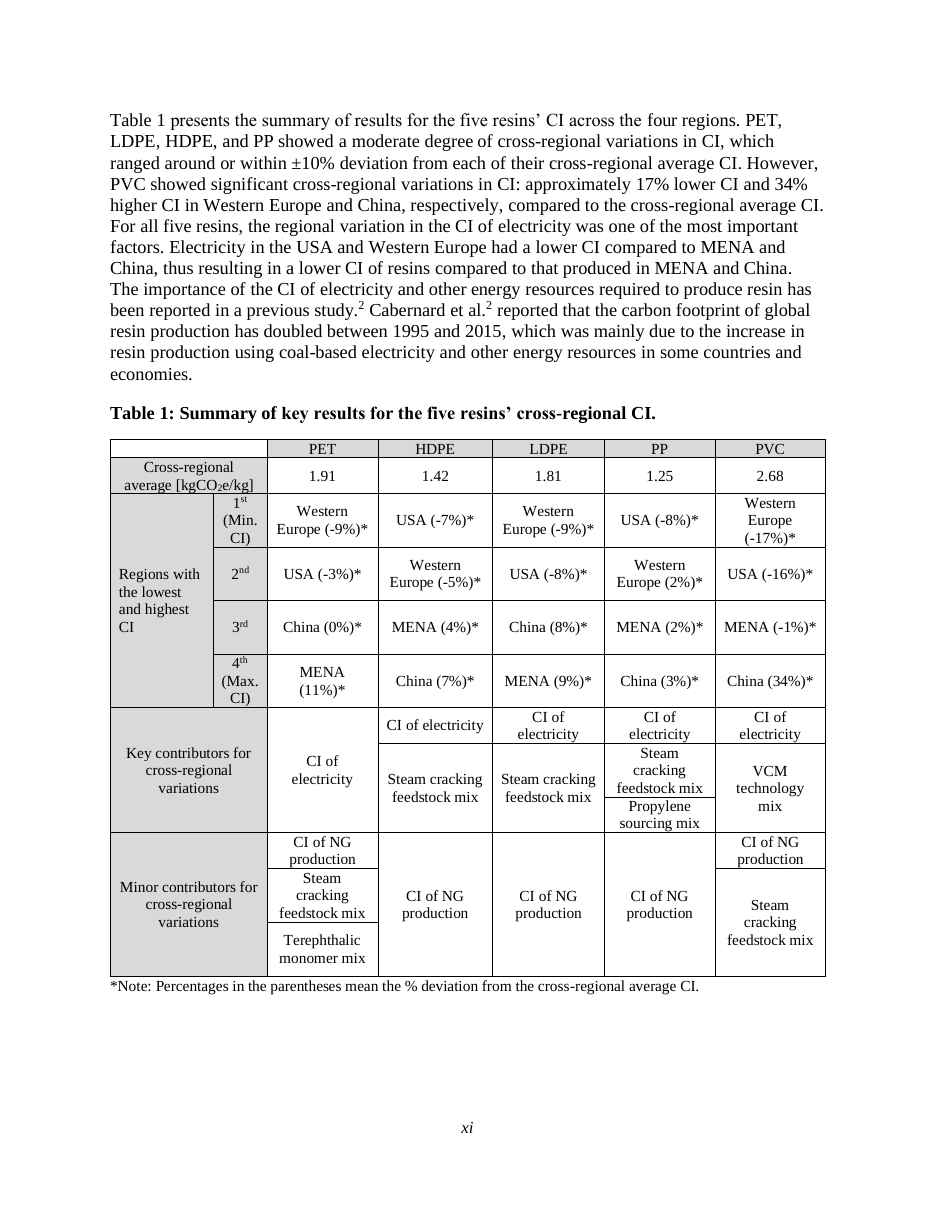 Table 1 presents the summary of results for the five resins’ CI across the four regions. PET,
LDPE, HDPE, and PP showed a moderate degree of cross-regional variations in CI, which
ranged around or within ±10% deviation from each of their cross-regional average CI. However,
PVC showed significant cross-regional variations in CI: approximately 17% lower CI and 34%
higher CI in Western Europe and China, respectively, compared to the cross-regional average CI.
For all five resins, the regional variation in the CI of electricity was one of the most important
factors. Electricity in the USA and Western Europe had a lower CI compared to MENA and
China, thus resulting in a lower CI of resins compared to that produced in MENA and China.
The importance of the CI of electricity and other energy resources required to produce resin has
been reported in a previous study.2 Cabernard et al.2 reported that the carbon footprint of global
resin production has doubled between 1995 and 2015, which was mainly due to the increase in
resin production using coal-based electricity and other energy resources in some countries and
economies.
Table 1: Summary of key results for the five resins’ cross-regional CI.
PET HDPE LDPE PP PVC
Cross-regional
average [kgCO2e/kg]
1.91 1.42 1.81 1.25 2.68
Regions with
the lowest
and highest
CI
1st
(Min.
CI)
Western
Europe (-9%)*
USA (-7%)*
Western
Europe (-9%)*
USA (-8%)*
Western
Europe
(-17%)*
2nd
USA (-3%)*
Western
Europe (-5%)*
USA (-8%)*
Western
Europe (2%)*
USA (-16%)*
3rd
China (0%)*
MENA (4%)*
China (8%)*
MENA (2%)*
MENA (-1%)*
4th
(Max.
CI)
MENA
(11%)*
China (7%)*
MENA (9%)*
China (3%)*
China (34%)*
Key contributors for
cross-regional
variations
CI of
electricity
CI of electricity
Steam cracking
feedstock mix
CI of
electricity
Steam cracking
feedstock mix
CI of
electricity
Steam
cracking
feedstock mix
Propylene
sourcing mix
CI of
electricity
VCM
technology
mix
Minor contributors for
cross-regional
variations
CI of NG
production
Steam
cracking
feedstock mix
Terephthalic
monomer mix
CI of NG
production
CI of NG
production
CI of NG
production
CI of NG
production
Steam
cracking
feedstock mix
*Note: Percentages in the parentheses mean the % deviation from the cross-regional average CI.
xi